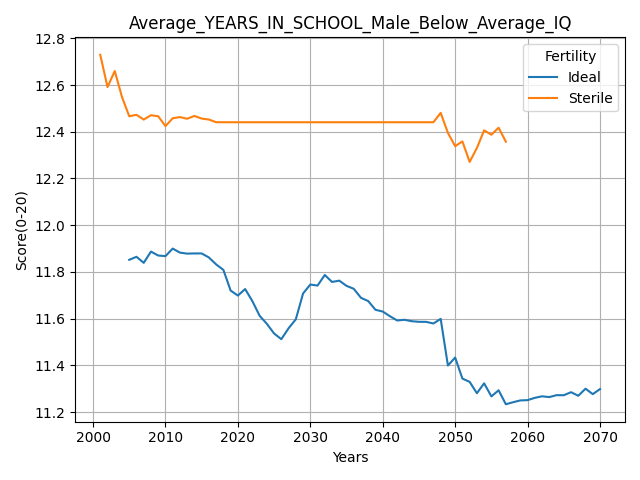 Average_YEARS_IN_SCHOOL_Male_Below_Average_IQ
12.8
12.6
12.4
12.2
12.0
11.8
11.6
11.4
11.2
Score(0-20)
Fertility
Ideal
Sterile
2000 2010 2020 2030 2040 2050 2060 2070
Years